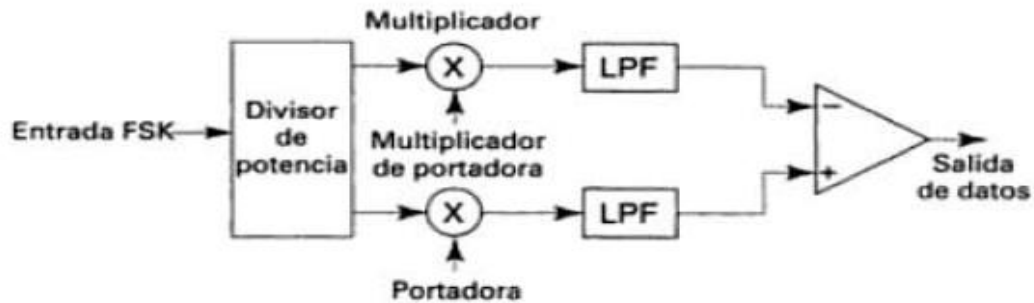 Multiplicador
X
LPF
Entrada FSK
Divisor
de
potencia
Multiplicador
de portadora
X
LPF
Portadora
−
+
Salida
de datos